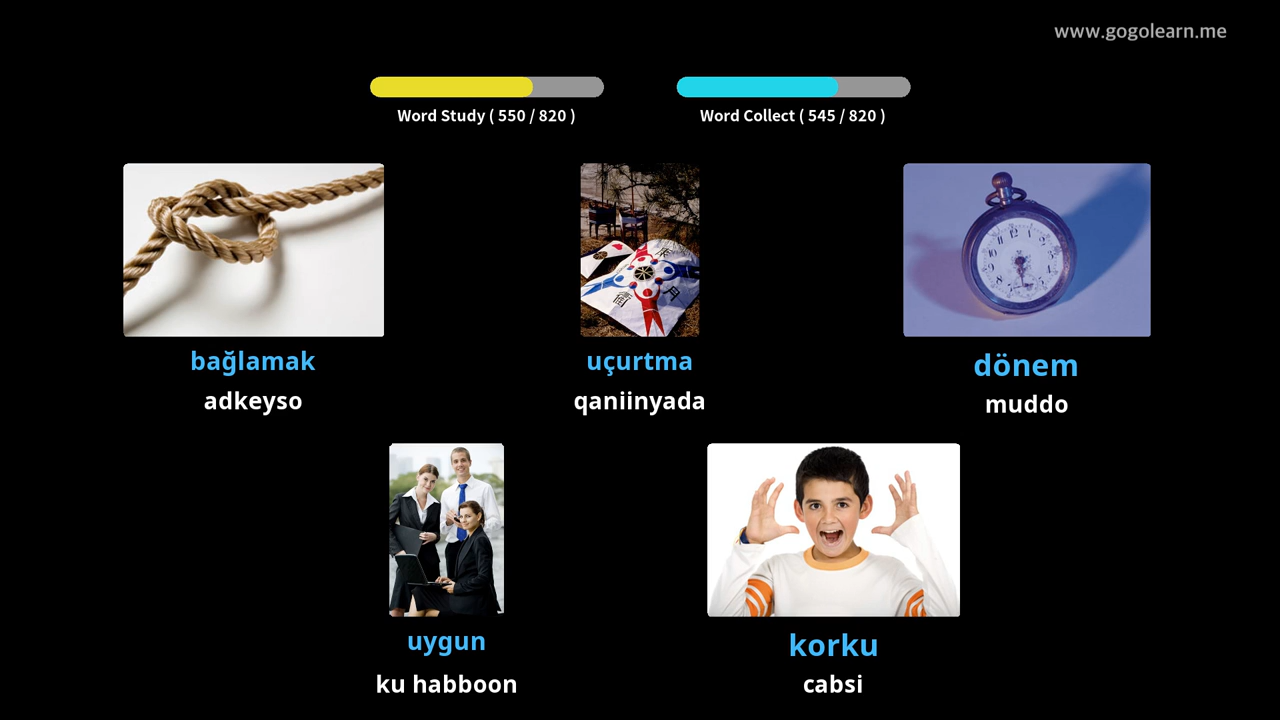 www.gogolearn.me
Word Study ( 550 / 820 )
Word Collect ( 545 / 820 )
bağlamak
adkeyso
uçurtma
qaniinyada
dönem
muddo
uygun
ku habboon
korku
cabsi